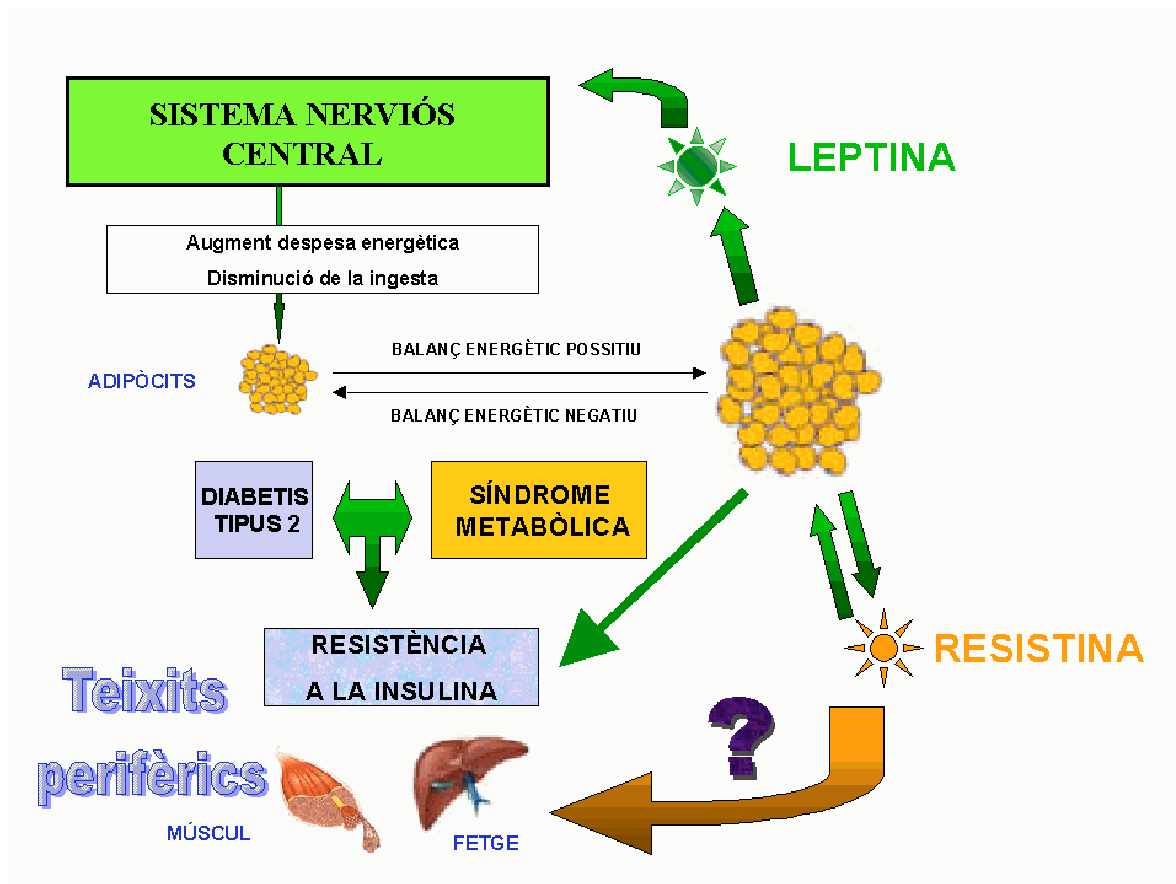 SISTEMA NERVIÓS
CENTRAL
LEPTINA
Augment despesa energètica
Disminució de la ingesta
BALANÇ ENERGÈTIC POSSITIU
ADIPÒCITS
BALANÇ ENERGÈTIC NEGATIU
DIABETIS
TIPUS 2
SÍNDROME
METABÒLICA
RESISTÈNCIA
A LA INSULINA
RESISTINA
Teixits
perifèrics
?
MÚSCUL
FETGE